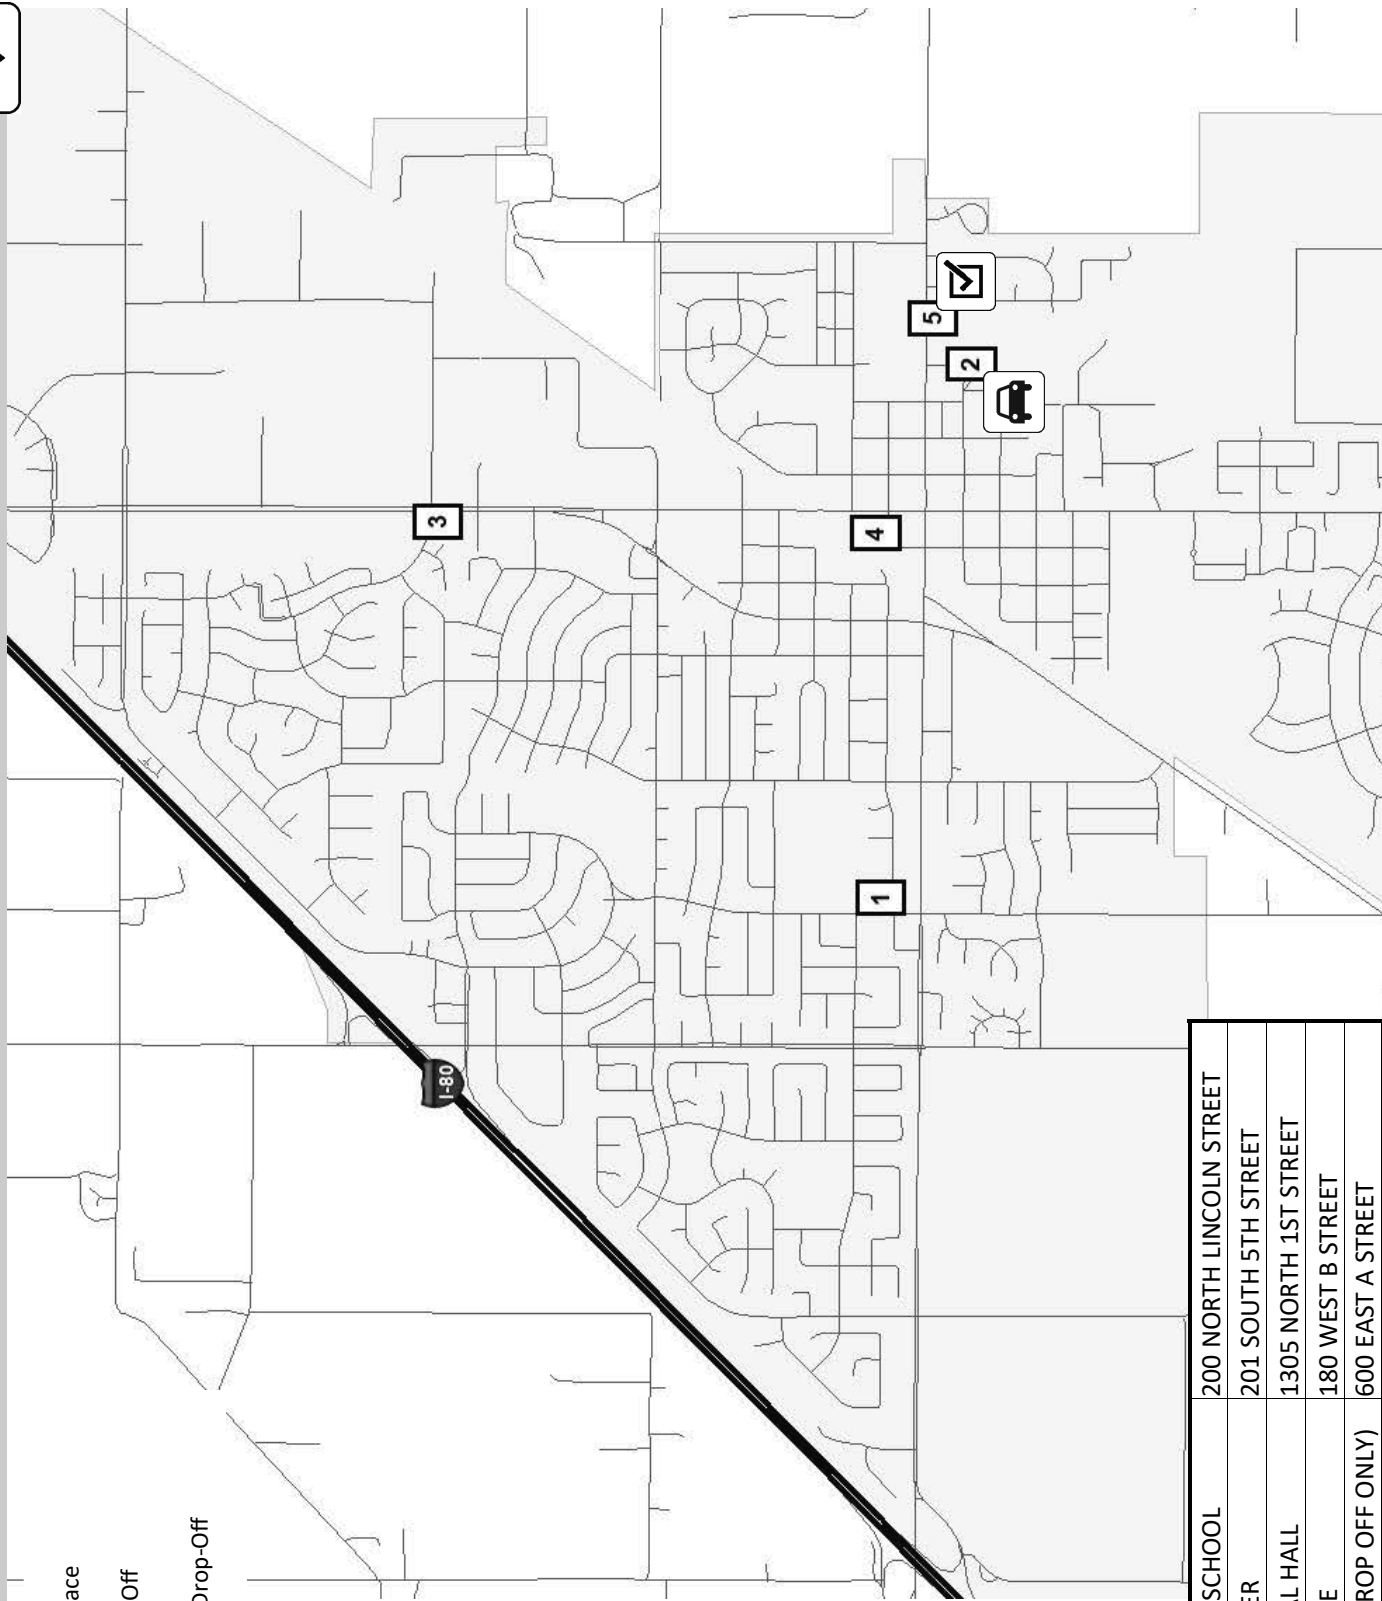 ace
Off
Drop-Off
I-80
1
2
3
4
5
SCHOOL 200 NORTH LINCOLN STREET
ER 201 SOUTH 5TH STREET
L HALL 1305 NORTH 1ST STREET
E 180 WEST B STREET
ROP OFF ONLY) 600 EAST A STREET